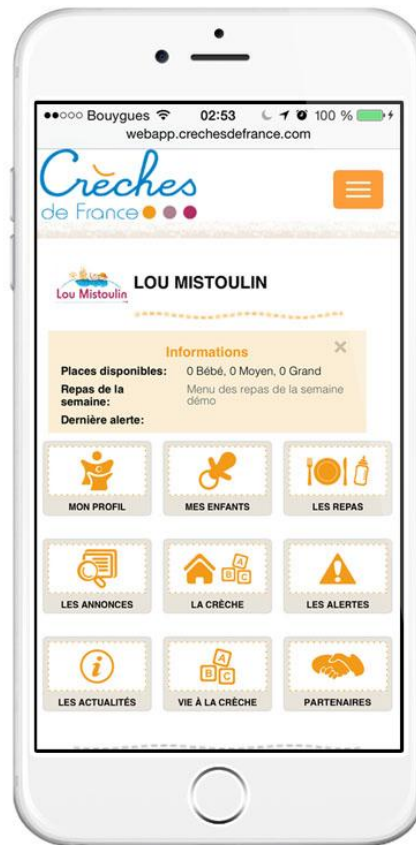 ●●○○○ Bouygues 02:53 100 %
webapp.crechesdefrance.com
Crèches
de France
Lou Mistoulin
LOU MISTOULIN
Informations
Places disponibles: 0 Bébé, 0 Moyen, 0 Grand
Repas de la semaine: Menu des repas de la semaine démo
Dernière alerte:
MON PROFIL MES ENFANTS LES REPAS
A
B C
LES ANNONCES LA CRÈCHE LES ALERTES
i A
B C
LES ACTUALITÉS VIE À LA CRÈCHE PARTENAIRES